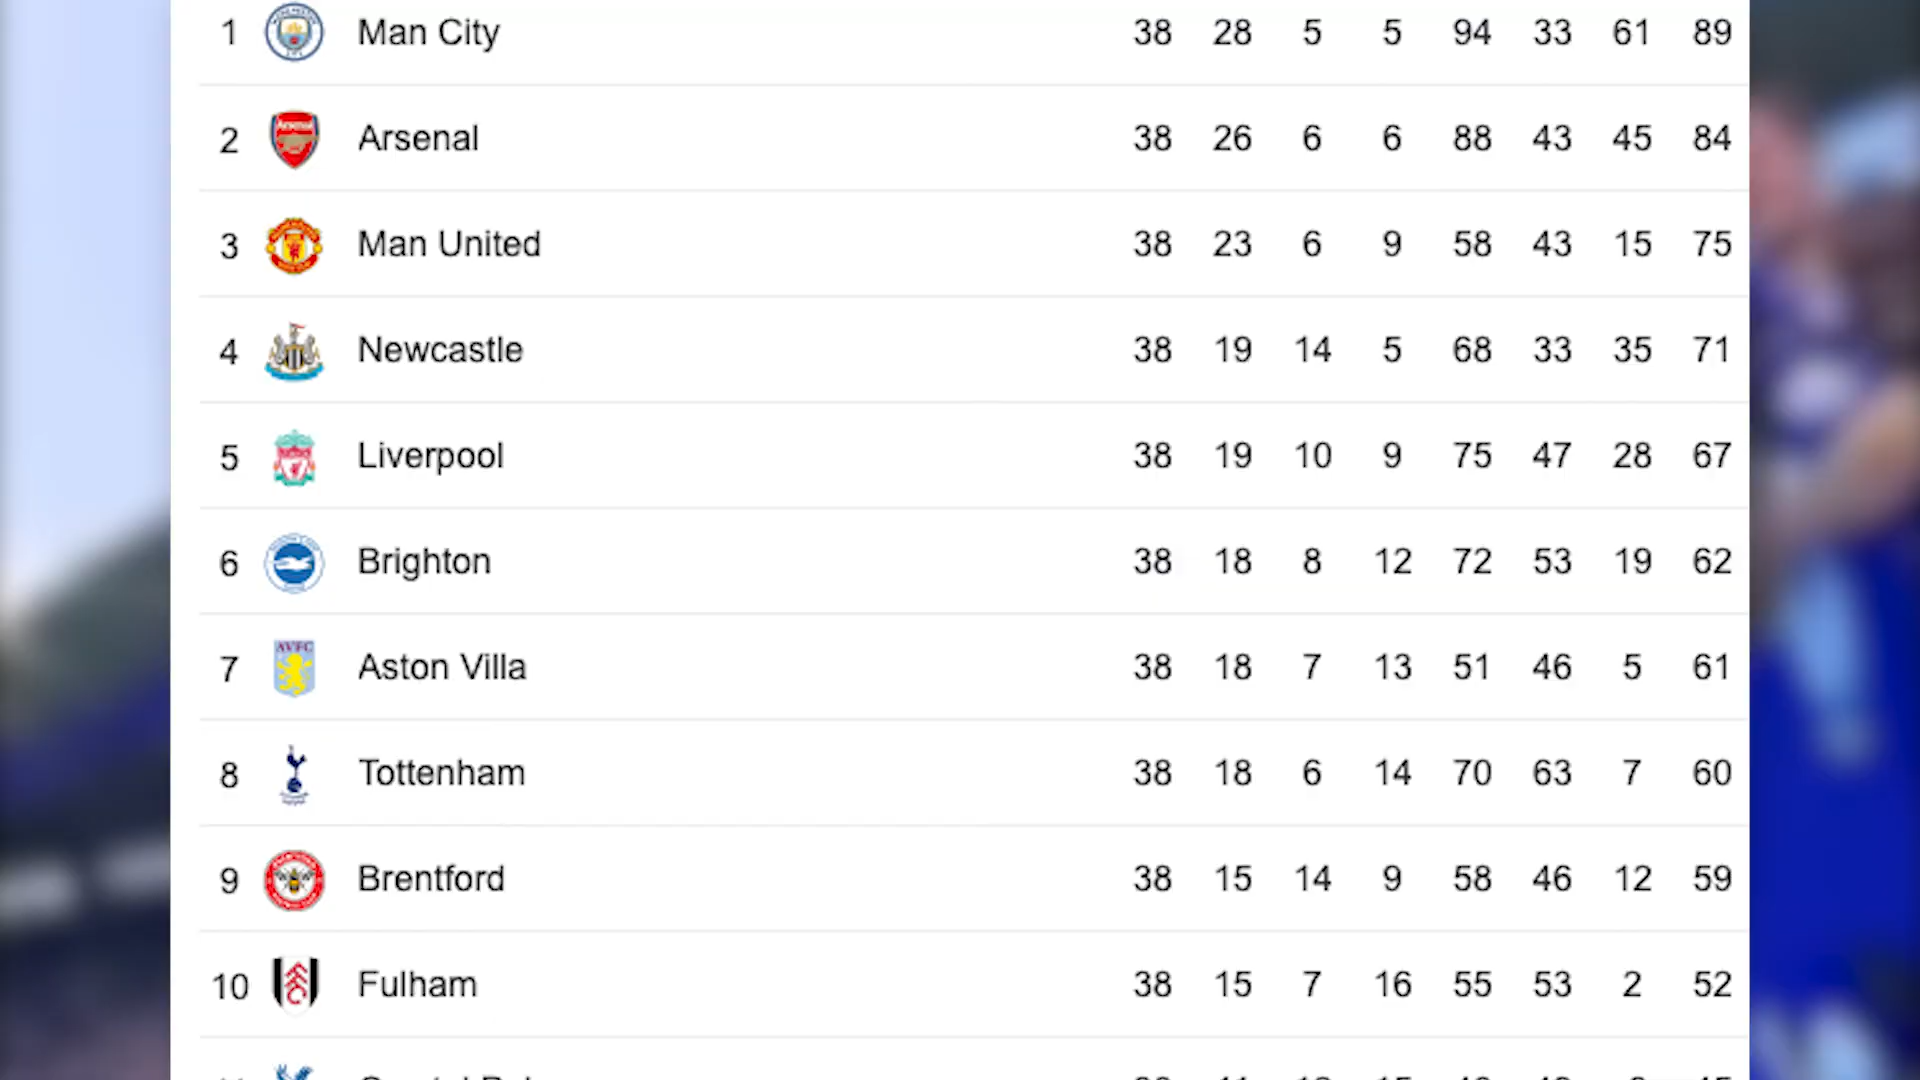 1 Man City 38 28 5 5 94 33 61 89
2 Arsenal 38 26 6 6 88 43 45 84
3 Man United 38 23 6 9 58 43 15 75
4 Newcastle 38 19 14 5 68 33 35 71
5 Liverpool 38 19 10 9 75 47 28 67
6 Brighton 38 18 8 12 72 53 19 62
7 AVFC Aston Villa 38 18 7 13 51 46 5 61
8 Tottenham 38 18 6 14 70 63 7 60
9 Brentford 38 15 14 9 58 46 12 59
10 Fulham 38 15 7 16 55 53 2 52